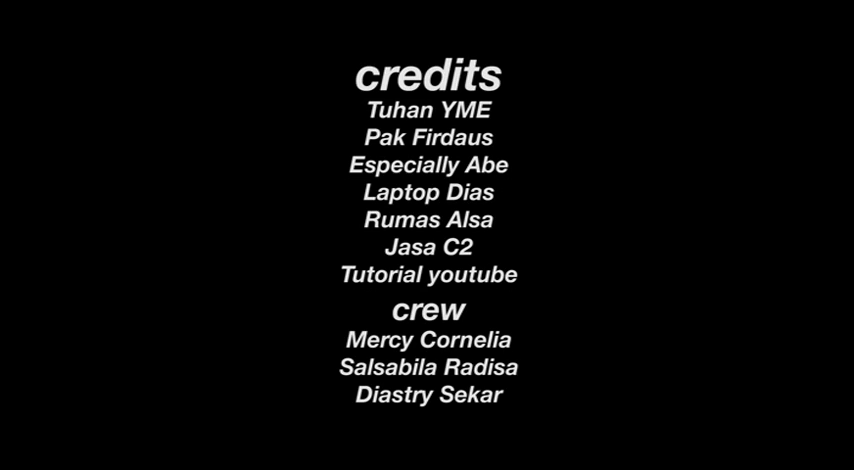 credits
Tuhan YME
Pak Firdaus
Especially Abe
Laptop Dias
Rumas Alsa
Jasa C2
Tutorial youtube
crew
Mercy Cornelia
Salsabila Radisa
Diastry Sekar